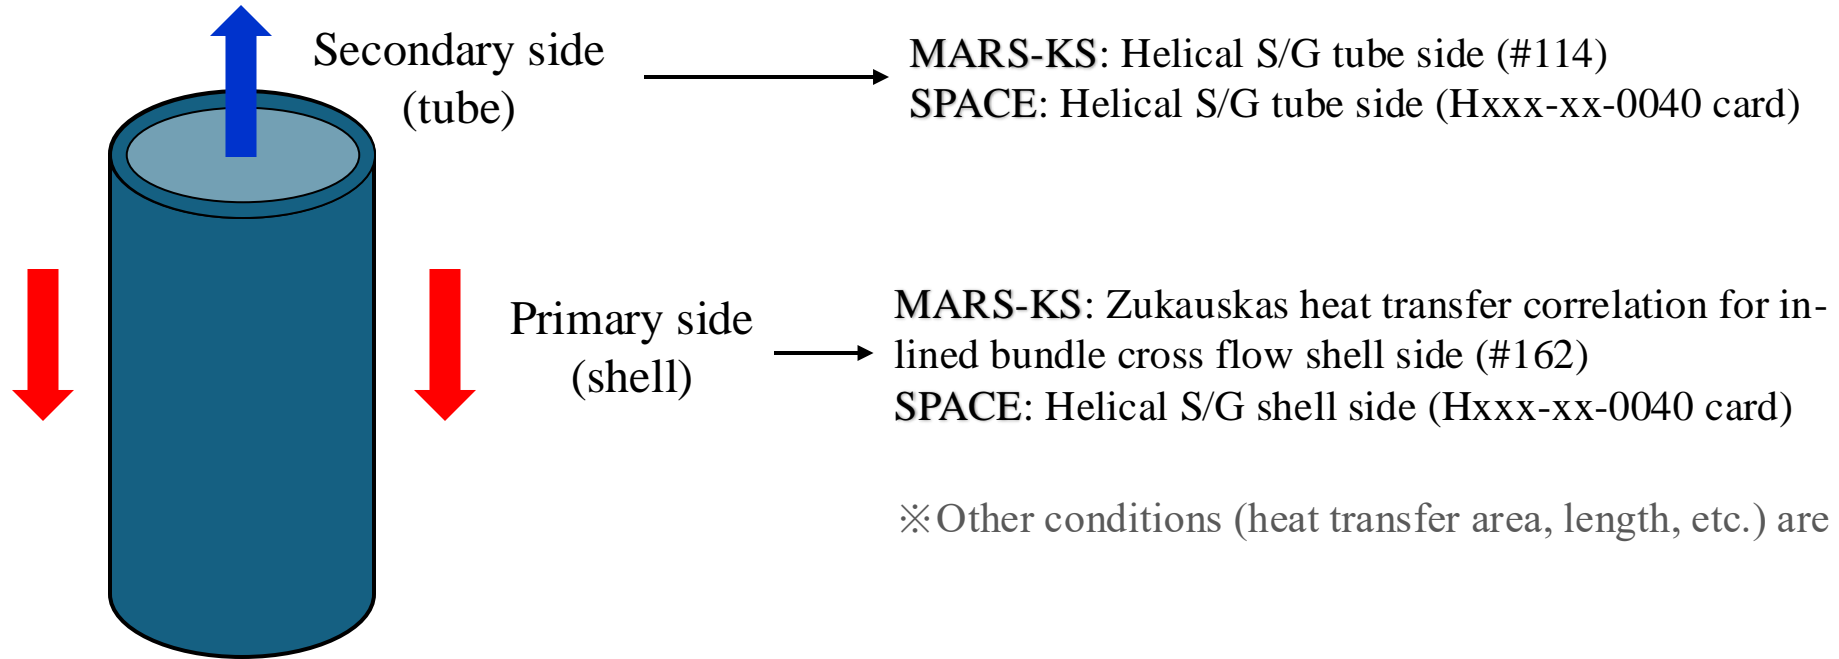 Secondary side
(tube)
MARS-KS: Helical S/G tube side (#114)
SPACE: Helical S/G tube side (Hxxx-xx-0040 card)
Primary side
(shell)
MARS-KS: Zukauskas heat transfer correlation for in-
lined bundle cross flow shell side (#162)
SPACE: Helical S/G shell side (Hxxx-xx-0040 card)
※Other conditions (heat transfer area, length, etc.) are